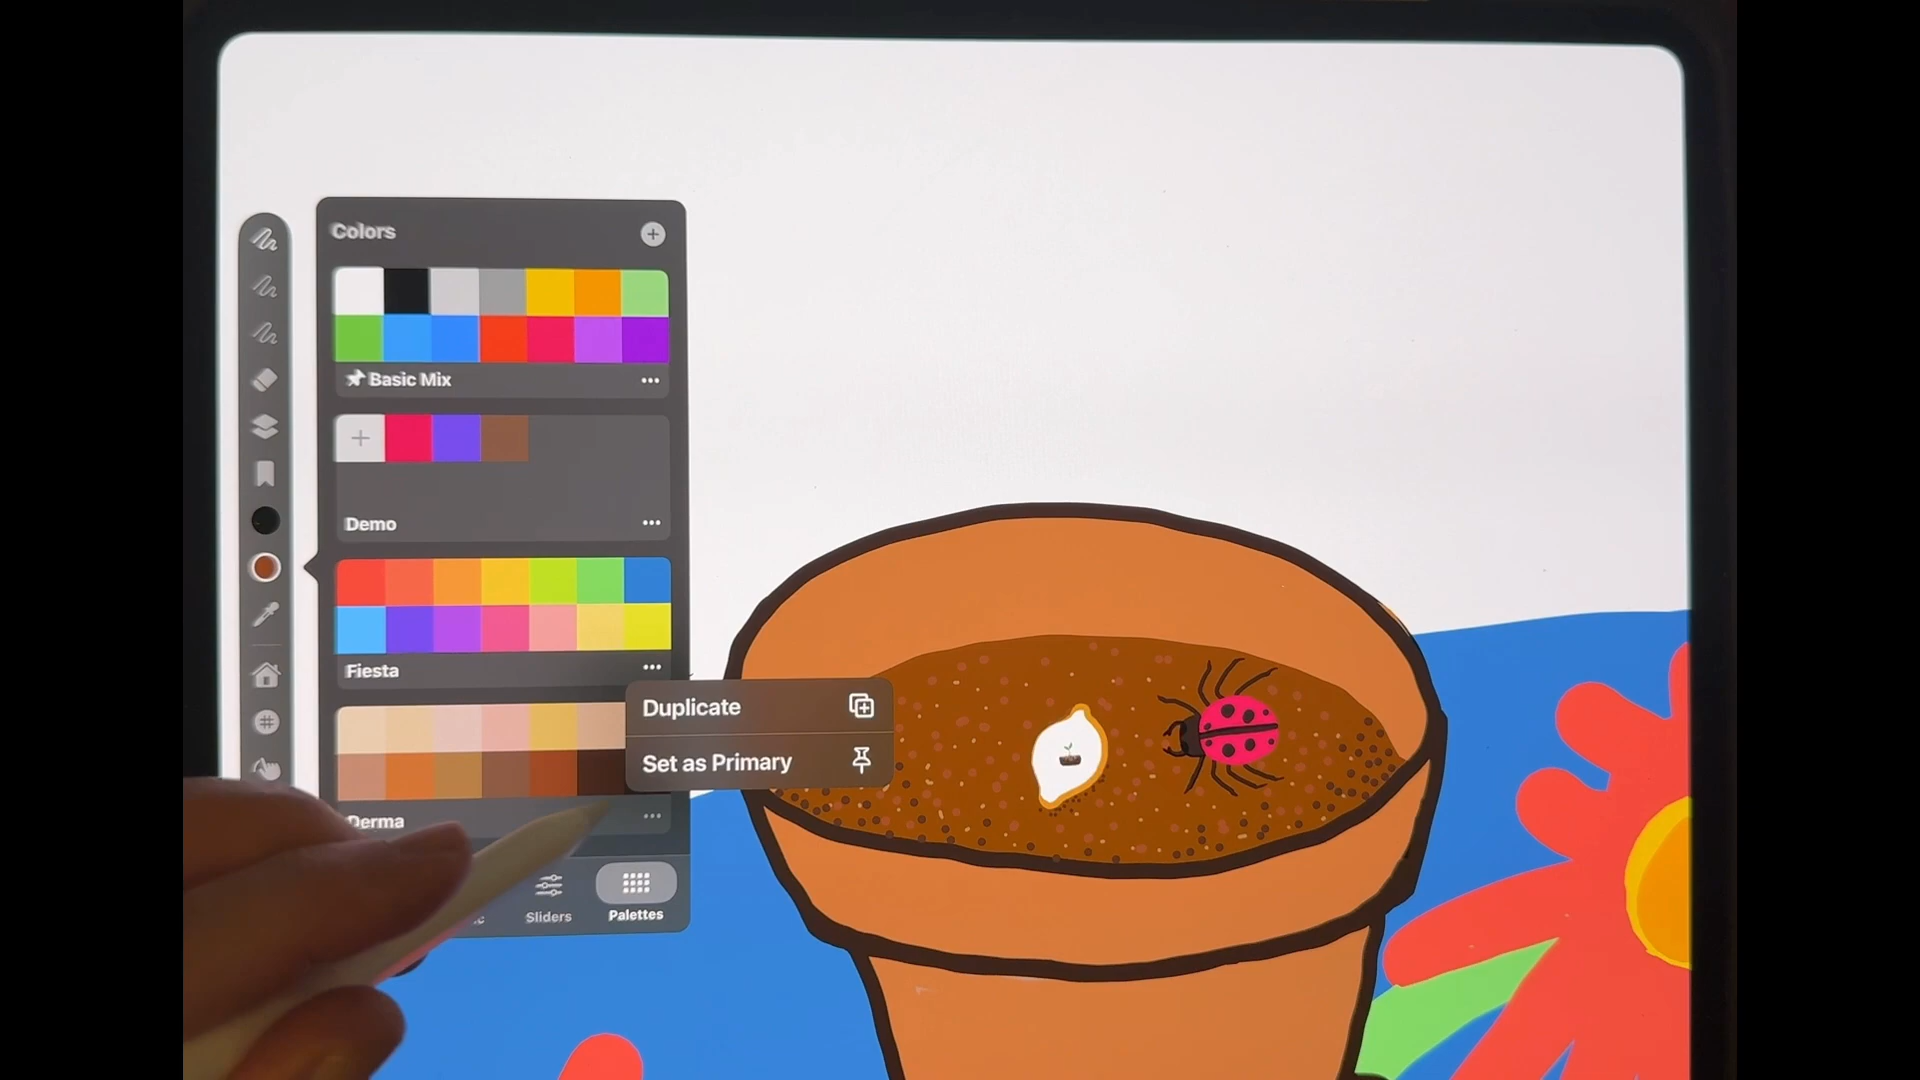 Colors
Basic Mix
Demo
Fiesta
Duplicate
Set as Primary
Derma
Sliders
Palettes